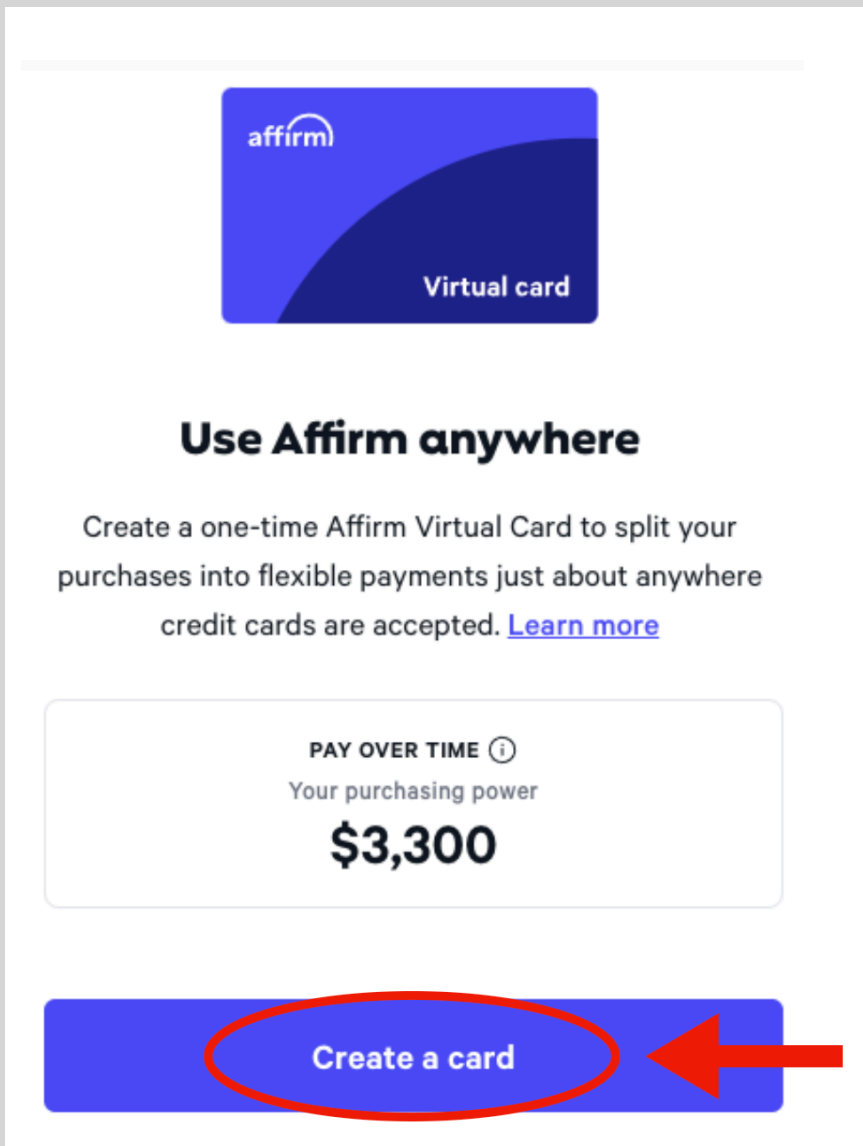 affirm
Virtual card
Use Affirm anywhere
Create a one-time Affirm Virtual Card to split your
purchases into flexible payments just about anywhere
credit cards are accepted. Learn more
PAY OVER TIME
Your purchasing power
$3,300
Create a card